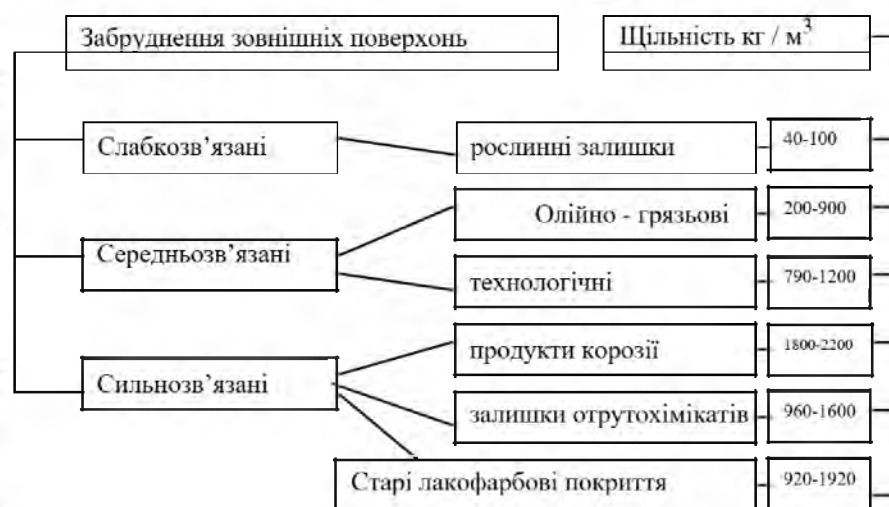 Забруднення зовнішніх поверхонь
Щільність кг / м³
Слабкозв’язані
рослинні залишки
40-100
Олійно - грязьові
200-900
Середньозв’язані
технологічні
790-1200
продукти корозії
1800-2200
Сильнозв’язані
залишки отрутохімікатів
960-1600
Старі лакофарбові покриття
920-1920